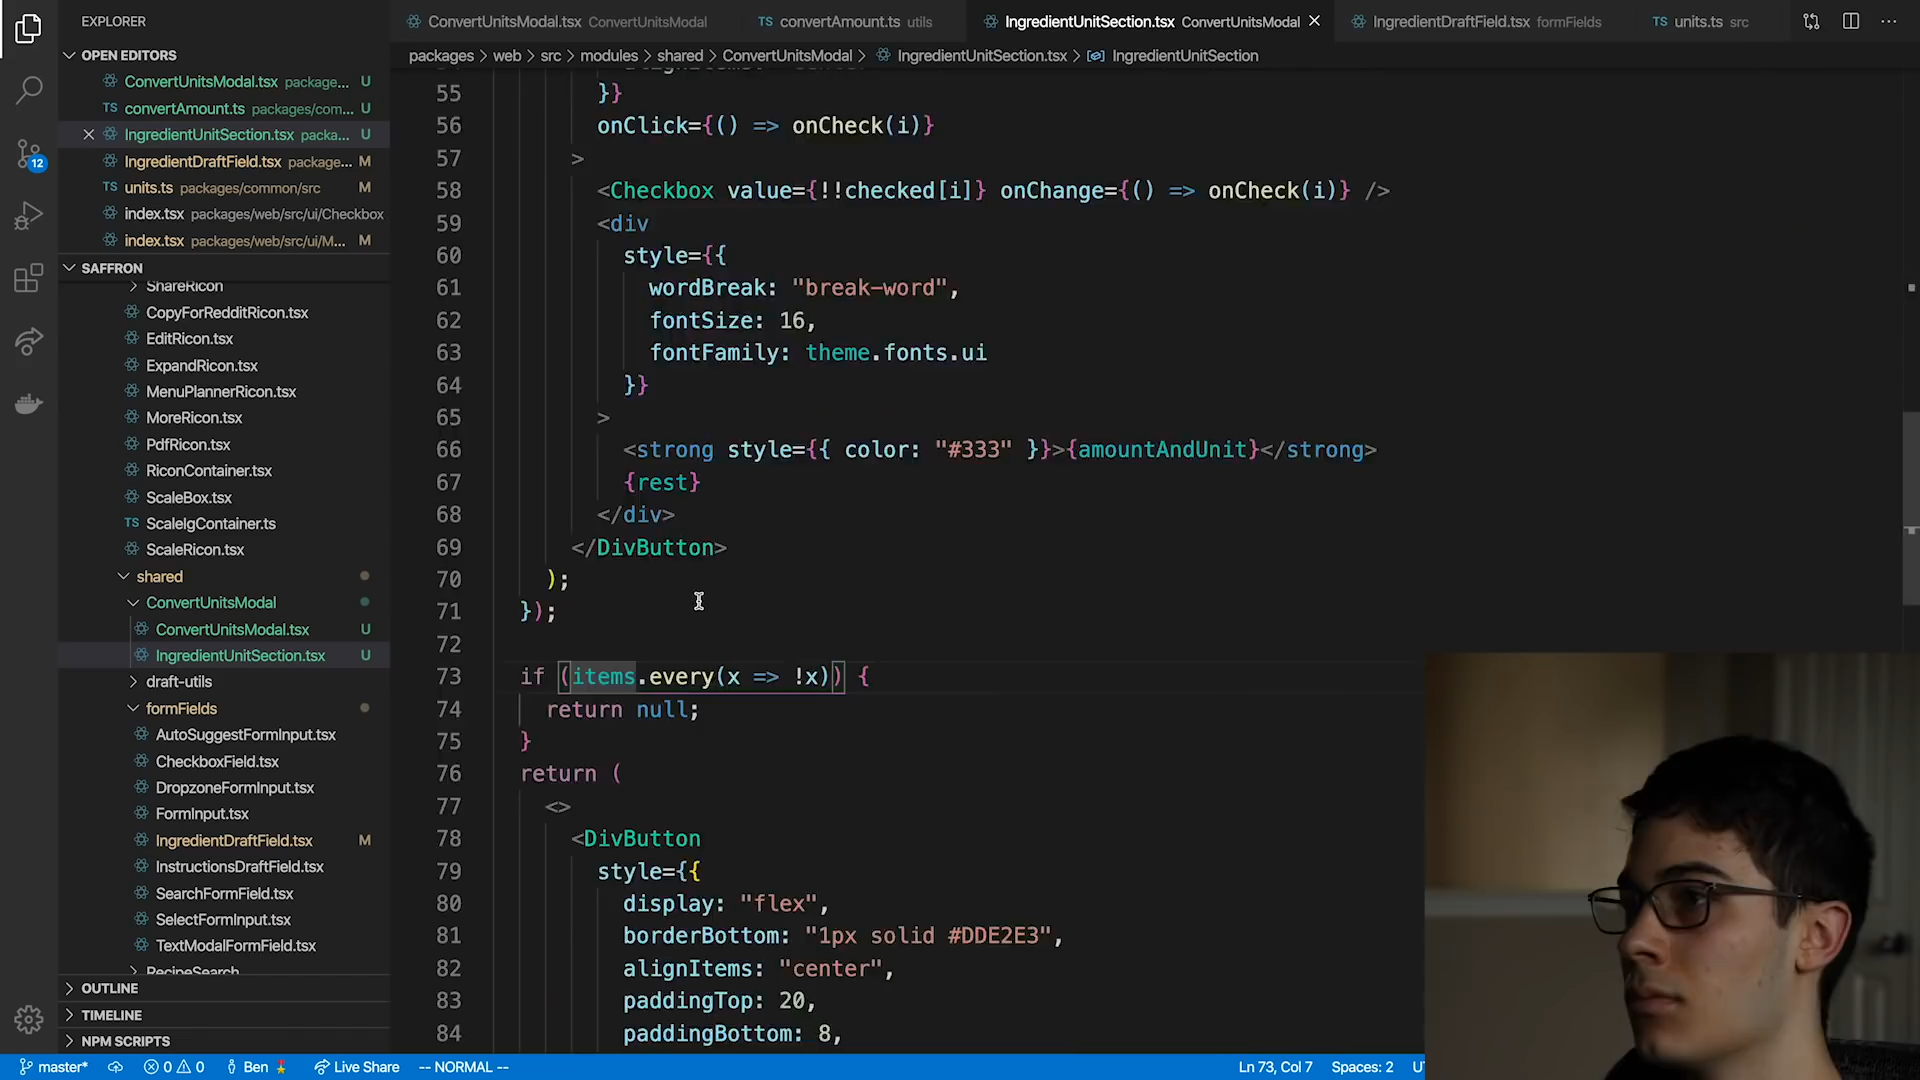 EXPLORER
OPEN EDITORS
ConvertUnitsModal.tsx package... U
convertAmount.ts packages/com... U
IngredientUnitSection.tsx packa... U
IngredientDraftField.tsx package... M
TS units.ts packages/common/src M
index.tsx packages/web/src/ui/Checkbox
index.tsx packages/web/src/ui/M... M
SAFFRON
ShareRicon
CopyForRedditRicon.tsx
EditRicon.tsx
ExpandRicon.tsx
MenuPlannerRicon.tsx
MoreRicon.tsx
PdfRicon.tsx
RiconContainer.tsx
ScaleBox.tsx
TS ScaleIgContainer.ts
ScaleRicon.tsx
shared
ConvertUnitsModal
ConvertUnitsModal.tsx U
IngredientUnitSection.tsx U
draft-utils
formFields
AutoSuggestFormInput.tsx
CheckboxField.tsx
DropzoneFormInput.tsx
FormInput.tsx
IngredientDraftField.tsx M
InstructionsDraftField.tsx
SearchFormField.tsx
SelectFormInput.tsx
TextModalFormField.tsx
RecipeSearch
OUTLINE
TIMELINE
NPM SCRIPTS
12
ConvertUnitsModal.tsx ConvertUnitsModal
TS convertAmount.ts utils
IngredientUnitSection.tsx ConvertUnitsModal
IngredientDraftField.tsx formFields
TS units.ts src
packages > web > src > modules > shared > ConvertUnitsModal > IngredientUnitSection.tsx > IngredientUnitSection
55 }}
56 onClick={() => onCheck(i)}
57 >
58 <Checkbox value={!!checked[i]} onChange={() => onCheck(i)} />
59 <div
60 style={{
61 wordBreak: "break-word",
62 fontSize: 16,
63 fontFamily: theme.fonts.ui
64 }}
65 >
66 <strong style={{ color: "#333" }}>{amountAndUnit}</strong>
67 {rest}
68 </div>
69 </DivButton>
70 );
71 });
72
73 if (items.every(x => !x)) {
74 return null;
75 }
76 return (
77 <>
78 <DivButton
79 style={{
80 display: "flex",
81 borderBottom: "1px solid #DDE2E3",
82 alignItems: "center",
83 paddingTop: 20,
84 paddingBottom: 8,
master* 0 0 Ben Live Share -- NORMAL -- Ln 73, Col 7 Spaces: 2